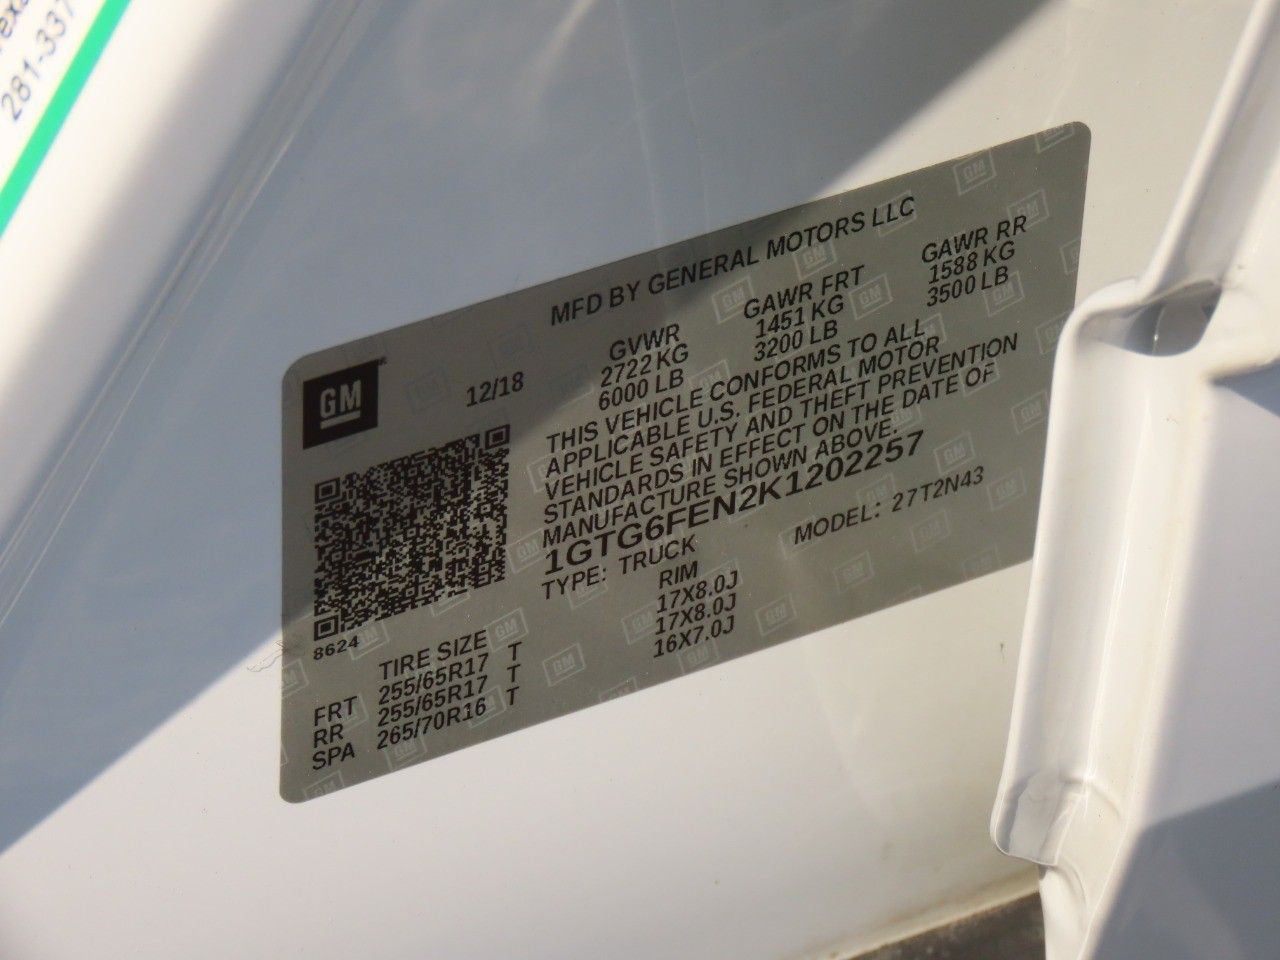 281-337
MFD BY GENERAL MOTORS LLC
GM
12/18
GVWR GAWR FRT GAWR RR
2722 KG 1451 KG 1588 KG
6000 LB 3200 LB 3500 LB
THIS VEHICLE CONFORMS TO ALL
APPLICABLE U.S. FEDERAL MOTOR
VEHICLE SAFETY AND THEFT PREVENTION
STANDARDS IN EFFECT ON THE DATE OF
MANUFACTURE SHOWN ABOVE.
1GTG6FEN2K1202257
TYPE: TRUCK MODEL: 27T2N43
8624
TIRE SIZE RIM
FRT 255/65R17 T 17X8.0J
RR 255/65R17 T 17X8.0J
SPA 265/70R16 T 16X7.0J